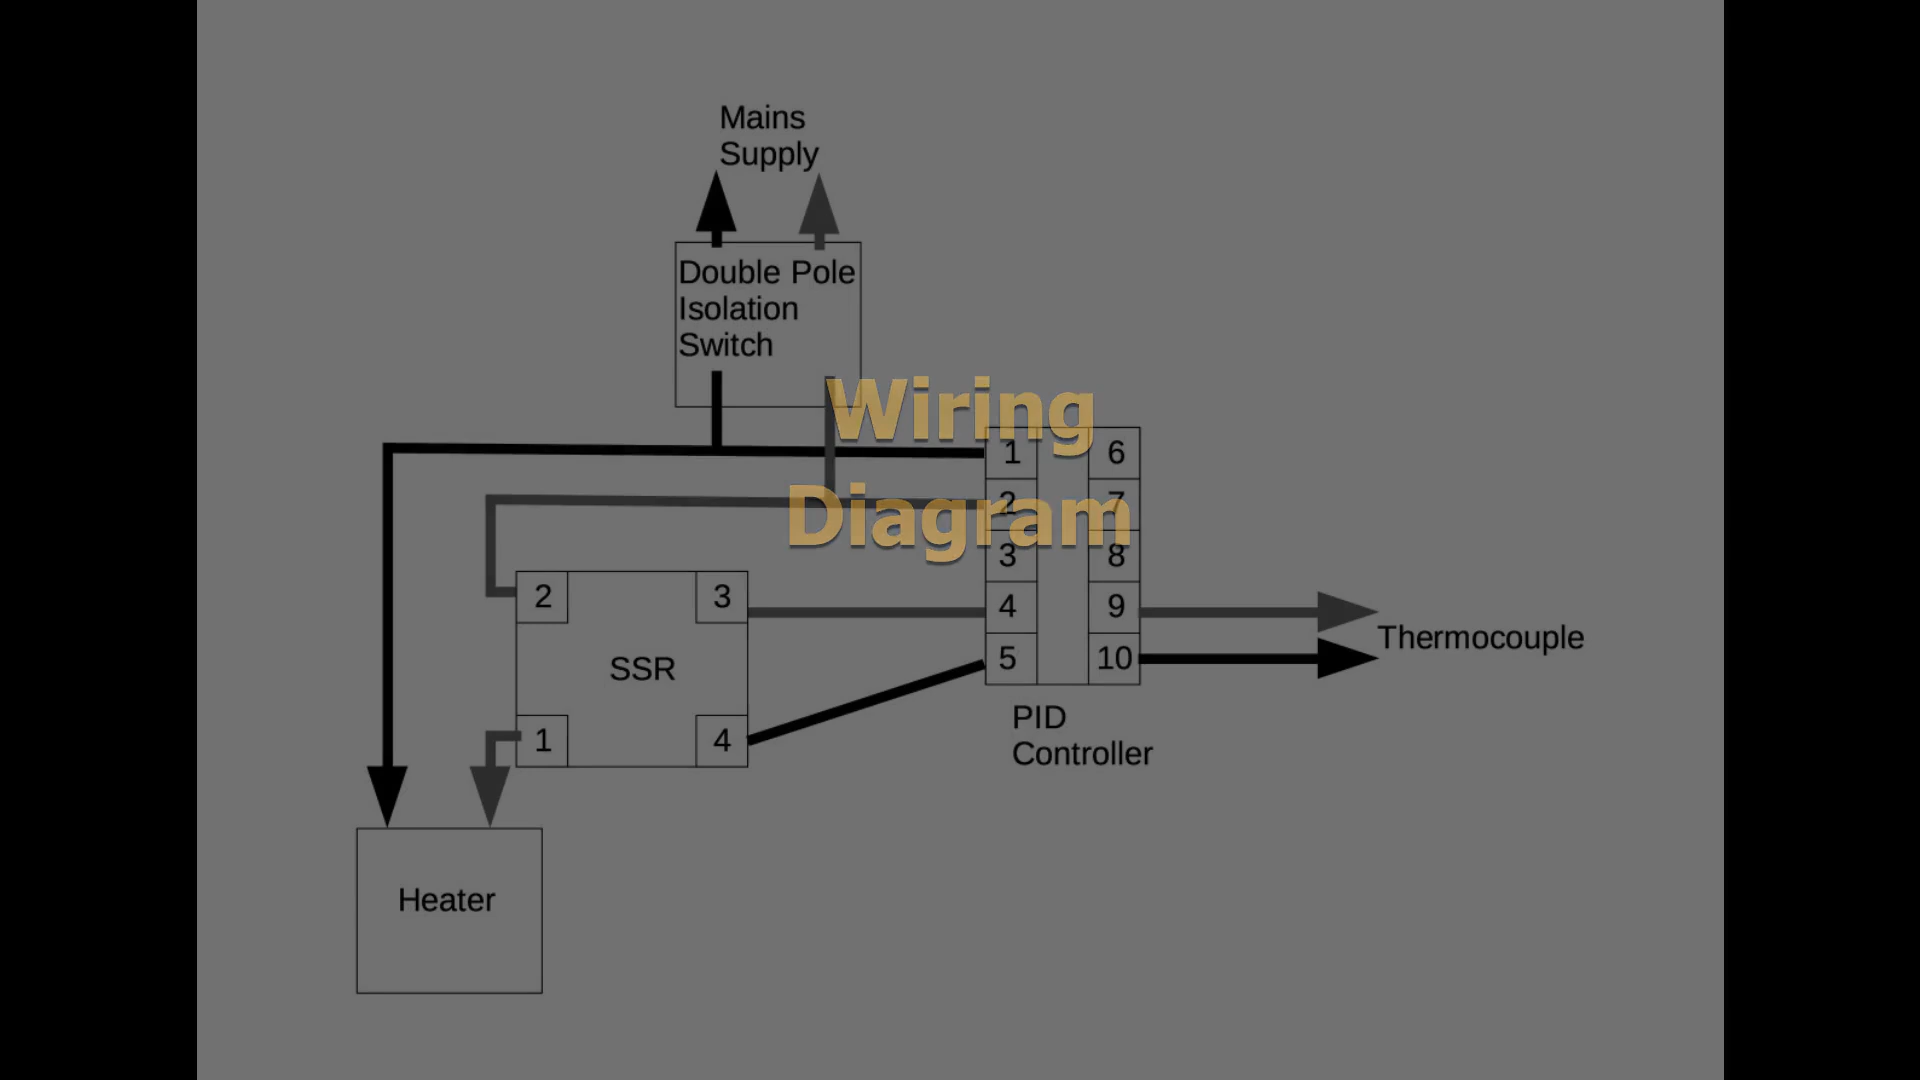 Mains
Supply
Double Pole
Isolation
Switch
Wiring
Diagram
1
6
2
7
3
8
4
9
5
10
Thermocouple
PID
Controller
2
3
SSR
1
4
Heater